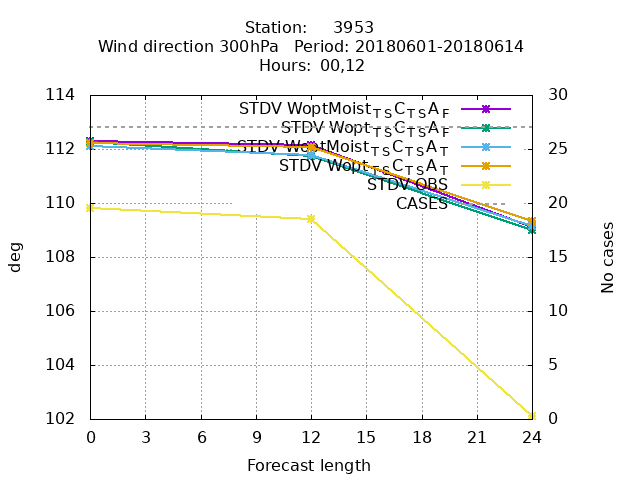 Station: 3953
Wind direction 300hPa Period: 20180601-20180614
Hours: 00,12
114 30
STDV WoptMoistTSCTSAF
STDV WoptTSCTSAF
112 STDV WoptMoistTSCTSAT 25
STDV WoptTSCTSAT
STDV OBS
110 CASES 20
108 15
106 10
104 5
102 0
deg
No cases
0 3 6 9 12 15 18 21 24
Forecast length